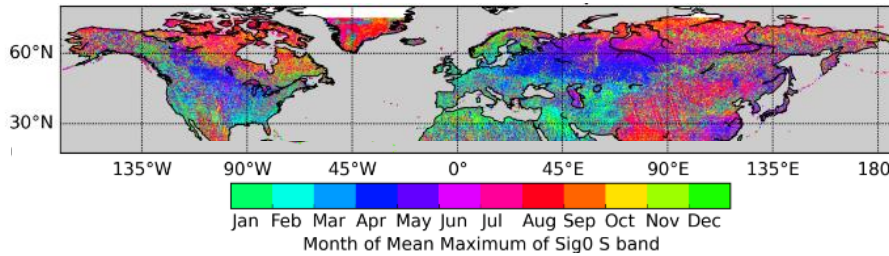 60°N
30°N
135°W 90°W 45°W 0° 45°E 90°E 135°E 180
Jan Feb Mar Apr May Jun Jul Aug Sep Oct Nov Dec
Month of Mean Maximum of Sig0 S band